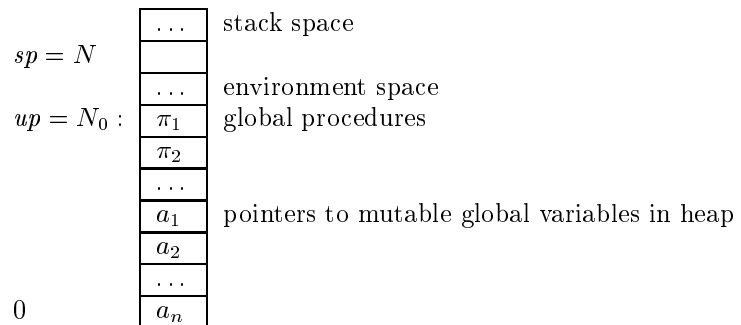 ... stack space
sp = N
... environment space
up = N₀ : π₁ global procedures
π₂
...
a₁ pointers to mutable global variables in heap
a₂
...
0 aₙ